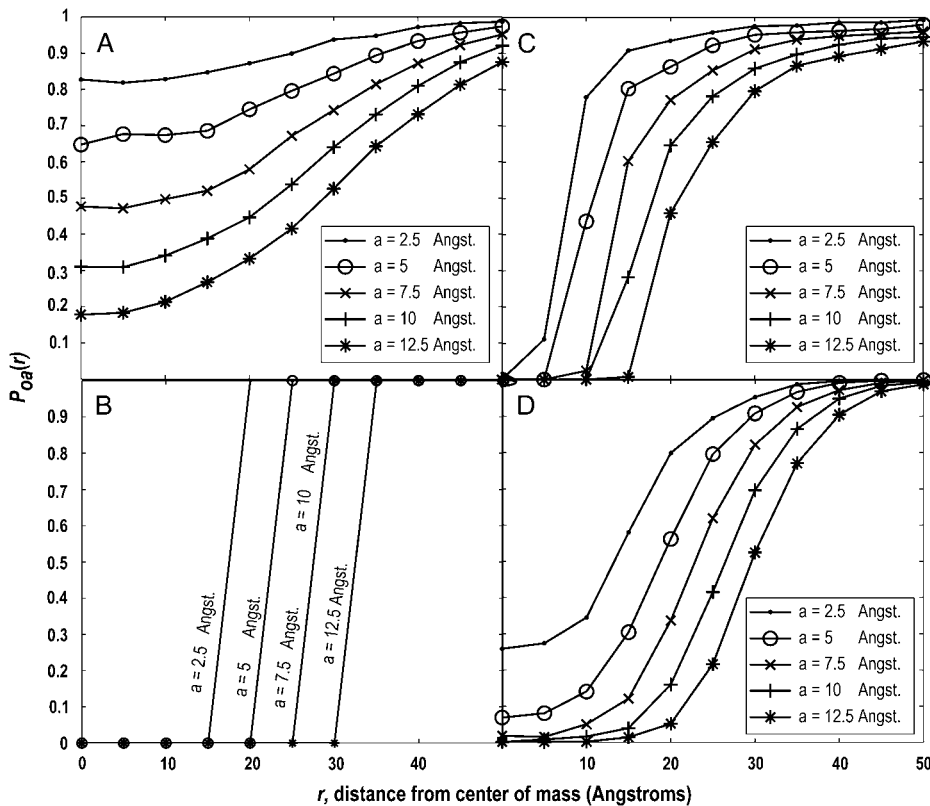 A
C
1
0.9
0.8
0.7
0.6
0.5
0.4
0.3
0.2
0.1
a = 2.5 Angst.
a = 5 Angst.
a = 7.5 Angst.
a = 10 Angst.
a = 12.5 Angst.
a = 2.5 Angst.
a = 5 Angst.
a = 7.5 Angst.
a = 10 Angst.
a = 12.5 Angst.
Poa(r)
B
D
0.9
0.8
0.7
0.6
0.5
0.4
0.3
0.2
0.1
0
a = 2.5 Angst.
a = 5 Angst.
a = 7.5 Angst.
a = 10 Angst.
a = 12.5 Angst.
a = 2.5 Angst.
a = 5 Angst.
a = 7.5 Angst.
a = 10 Angst.
a = 12.5 Angst.
0 10 20 30 40 10 20 30 40 50
r, distance from center of mass (Angstroms)